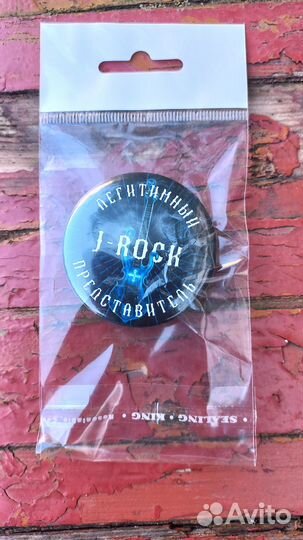 ЛЕГИТИМНЫЙ
J-ROCK
ПРЕДСТАВИТЕЛЬ
• SEALING • KING •
Avito